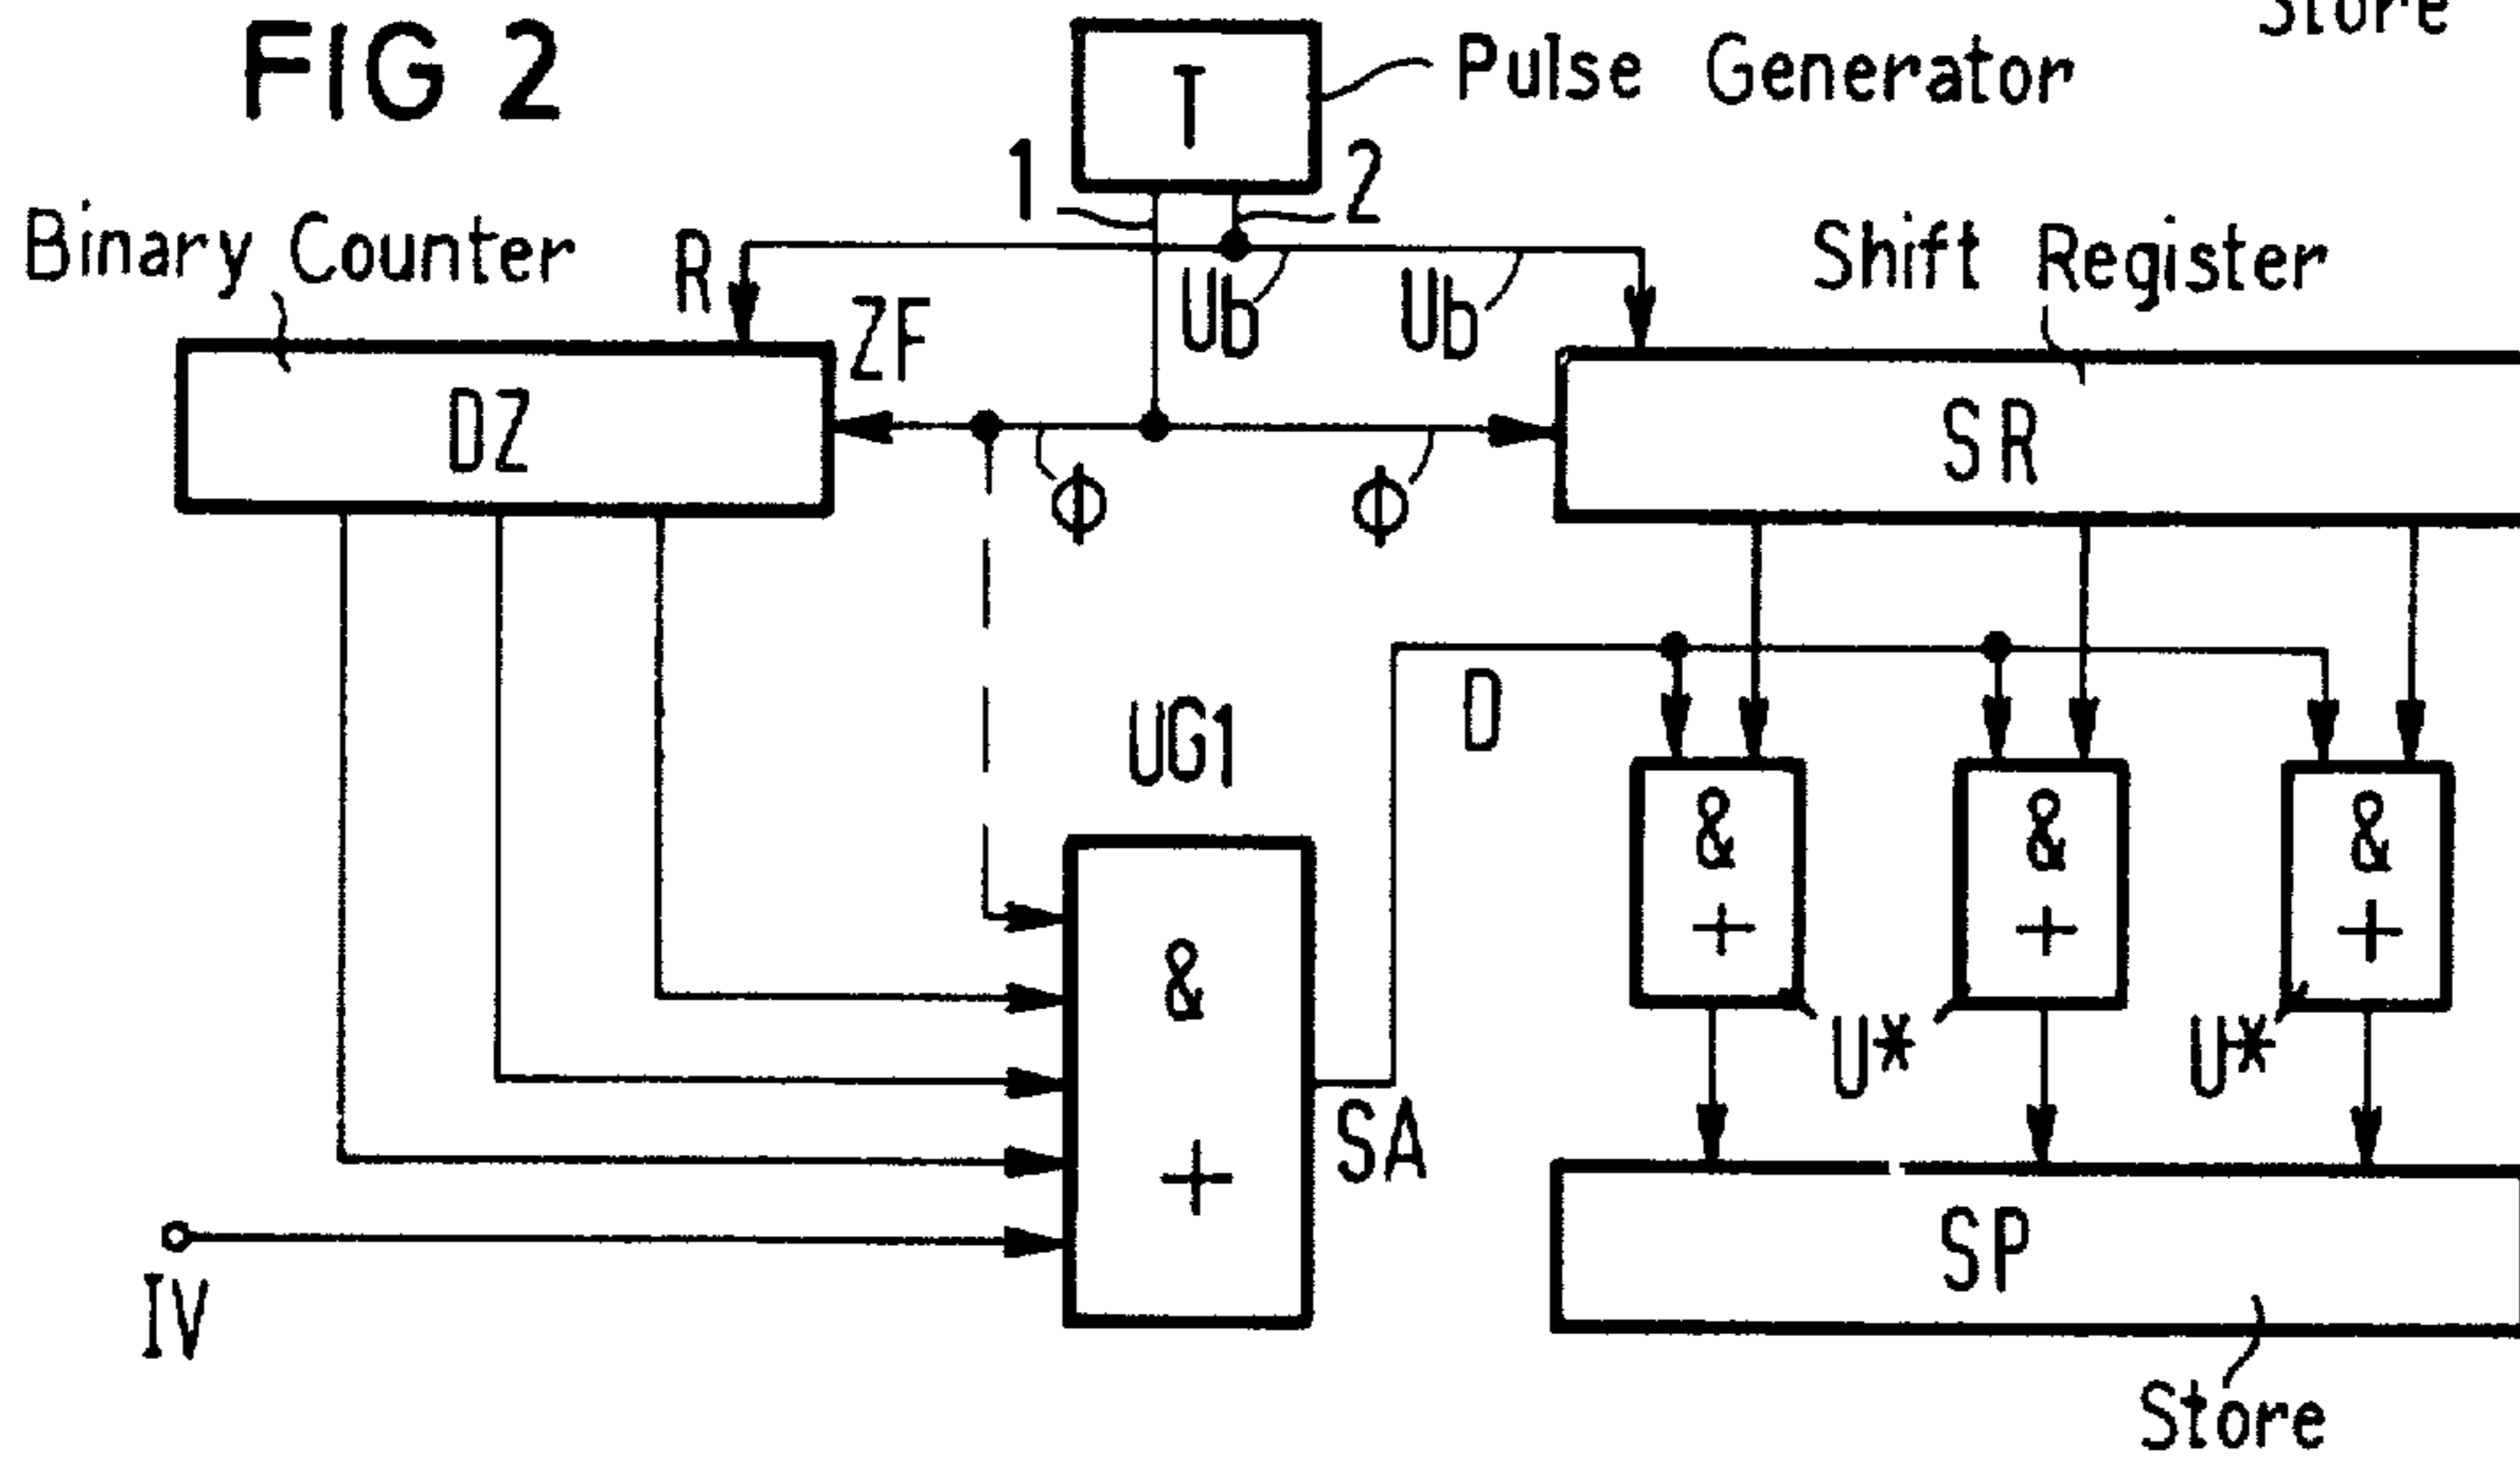 Store
FIG 2
T
Pulse Generator
1
2
Binary Counter
R
Ub
Ub
Shift Register
ZF
DZ
SR
Φ
Φ
UG1
D
&
+
&
+
&
+
&
+
U*
U*
SA
IV
SP
Store